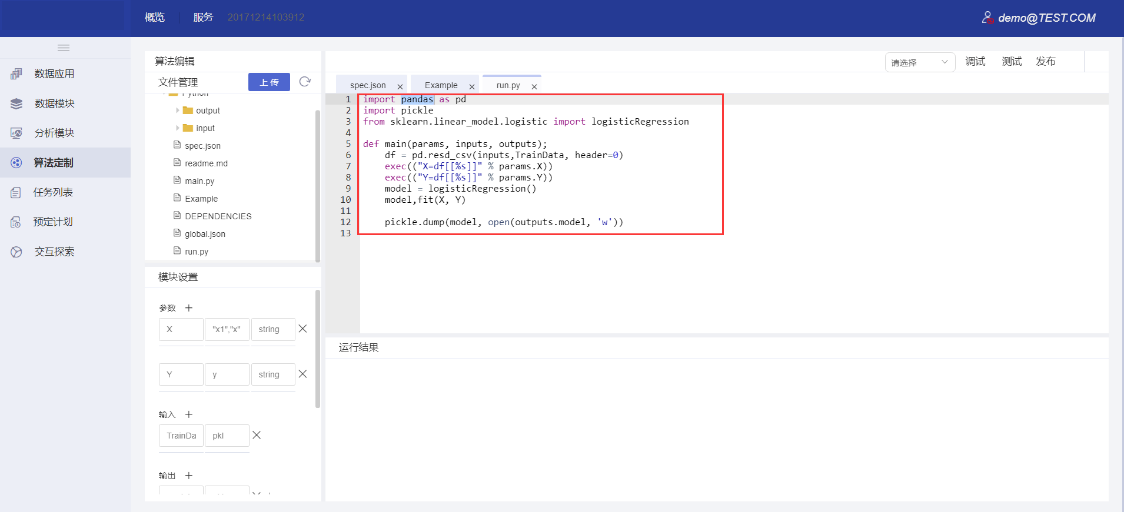 概览 服务 20171214103912 demo@TEST.COM
数据应用
数据模块
分析模块
算法定制
任务列表
预定计划
交互探索
算法编辑
文件管理 上 传
Python
output
input
spec.json
readme.md
main.py
Example
DEPENDENCIES
global.json
run.py
模块设置
参数
X "x1","x" string
Y y string
输入
TrainDa pkl
输出
请选择 调试 测试 发布
spec.json Example run.py
1 import pandas as pd
2 import pickle
3 from sklearn.linear_model.logistic import logisticRegression
4
5 def main(params, inputs, outputs);
6 df = pd.resd_csv(inputs,TrainData, header=0)
7 exec(("X=df[[%s]]" % params.X))
8 exec(("Y=df[[%s]]" % params.Y))
9 model = logisticRegression()
10 model,fit(X, Y)
11
12 pickle.dump(model, open(outputs.model, 'w'))
13
运行结果